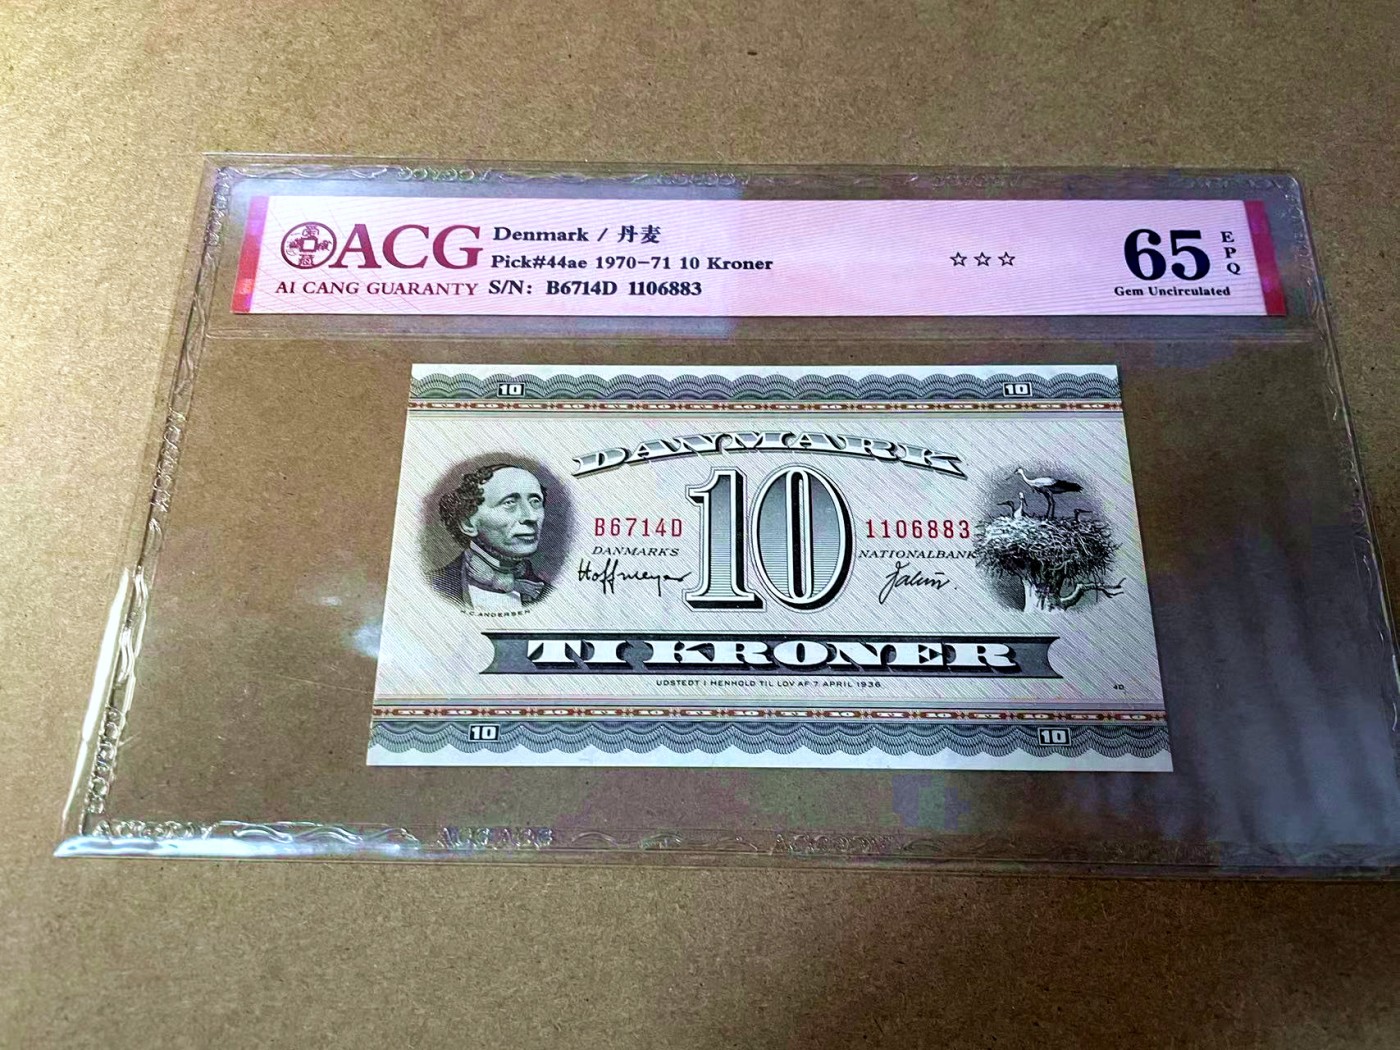 ACG
AI CANG GUARANTY
Denmark / 丹麦
Pick#44ae 1970-71 10 Kroner
S/N: B6714D 1106883
☆☆☆
65
EPQ
Gem Uncirculated
10 10
DANMARK
10
B6714D 1106883
DANMARKS NATIONALBANK
Hoffmeyer
H.C. ANDERSEN
TI KRONER
UDSTEDT I HENHOLD TIL LOV AF 7. APRIL 1936
4D
10 10